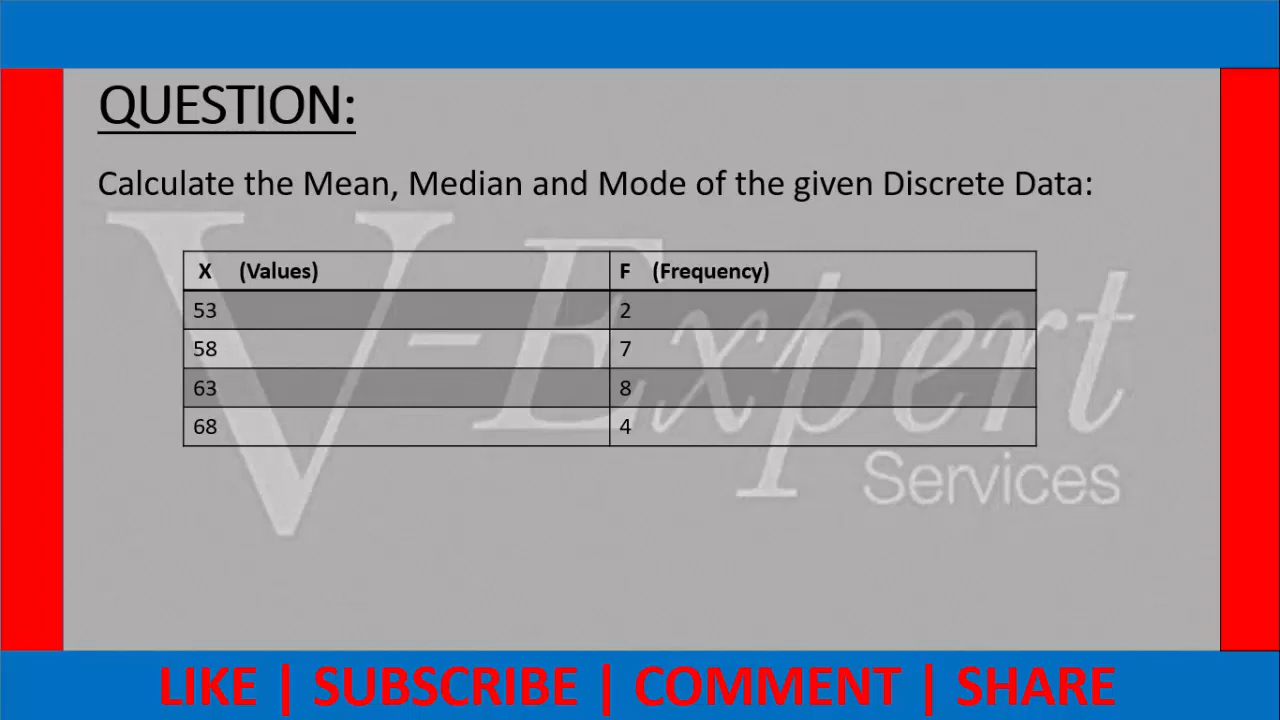 QUESTION:
Calculate the Mean, Median and Mode of the given Discrete Data:
X (Values) F (Frequency)
53 2
58 7
63 8
68 4
V-Expert
Services
LIKE | SUBSCRIBE | COMMENT | SHARE